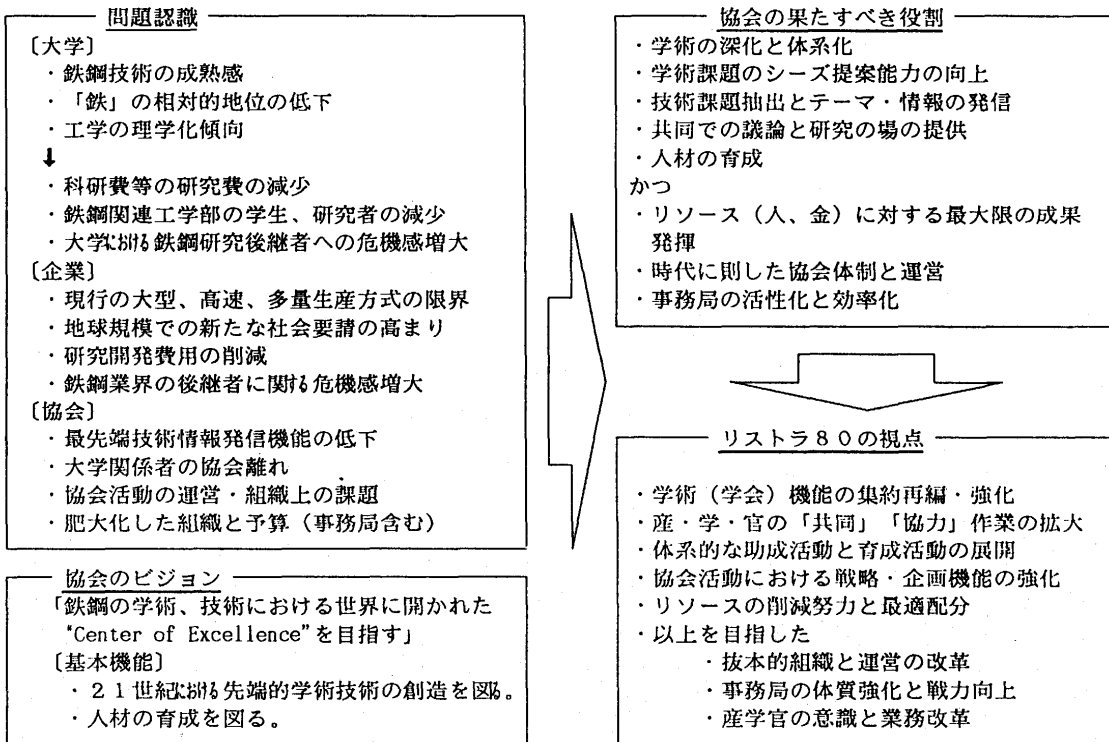 問題認識
〔大学〕
・鉄鋼技術の成熟感
・「鉄」の相対的地位の低下
・工学の理学化傾向
↓
・科研費等の研究費の減少
・鉄鋼関連工学部の学生、研究者の減少
・大学における鉄鋼研究後継者への危機感増大
〔企業〕
・現行の大型、高速、多量生産方式の限界
・地球規模での新たな社会要請の高まり
・研究開発費用の削減
・鉄鋼業界の後継者に関する危機感増大
〔協会〕
・最先端技術情報発信機能の低下
・大学関係者の協会離れ
・協会活動の運営・組織上の課題
・肥大化した組織と予算（事務局含む）
協会のビジョン
「鉄鋼の学術、技術における世界に開かれた
“Center of Excellence”を目指す」
〔基本機能〕
・２１世紀における先端的学術技術の創造を図る。
・人材の育成を図る。
協会の果たすべき役割
・学術の深化と体系化
・学術課題のシーズ提案能力の向上
・技術課題抽出とテーマ・情報の発信
・共同での議論と研究の場の提供
・人材の育成
かつ
・リソース（人、金）に対する最大限の成果
発揮
・時代に則した協会体制と運営
・事務局の活性化と効率化
リストラ８０の視点
・学術（学会）機能の集約再編・強化
・産・学・官の「共同」「協力」作業の拡大
・体系的な助成活動と育成活動の展開
・協会活動における戦略・企画機能の強化
・リソースの削減努力と最適配分
・以上を目指した
・抜本的組織と運営の改革
・事務局の体質強化と戦力向上
・産学官の意識と業務改革